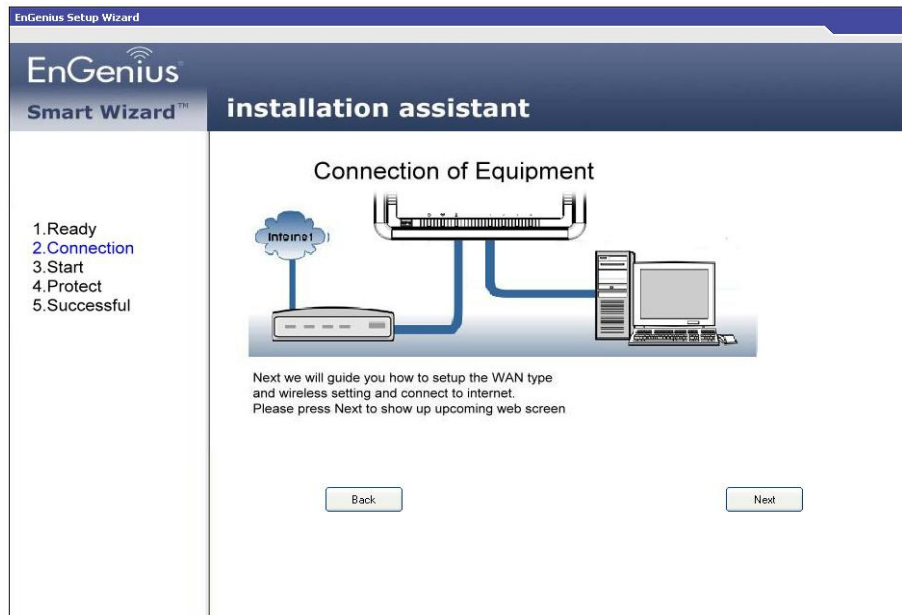 EnGenius Setup Wizard
EnGenius
Smart Wizard™
installation assistant
Connection of Equipment
Internet
1.Ready
2.Connection
3.Start
4.Protect
5.Successful
Next we will guide you how to setup the WAN type
and wireless setting and connect to internet.
Please press Next to show up upcoming web screen
Back
Next